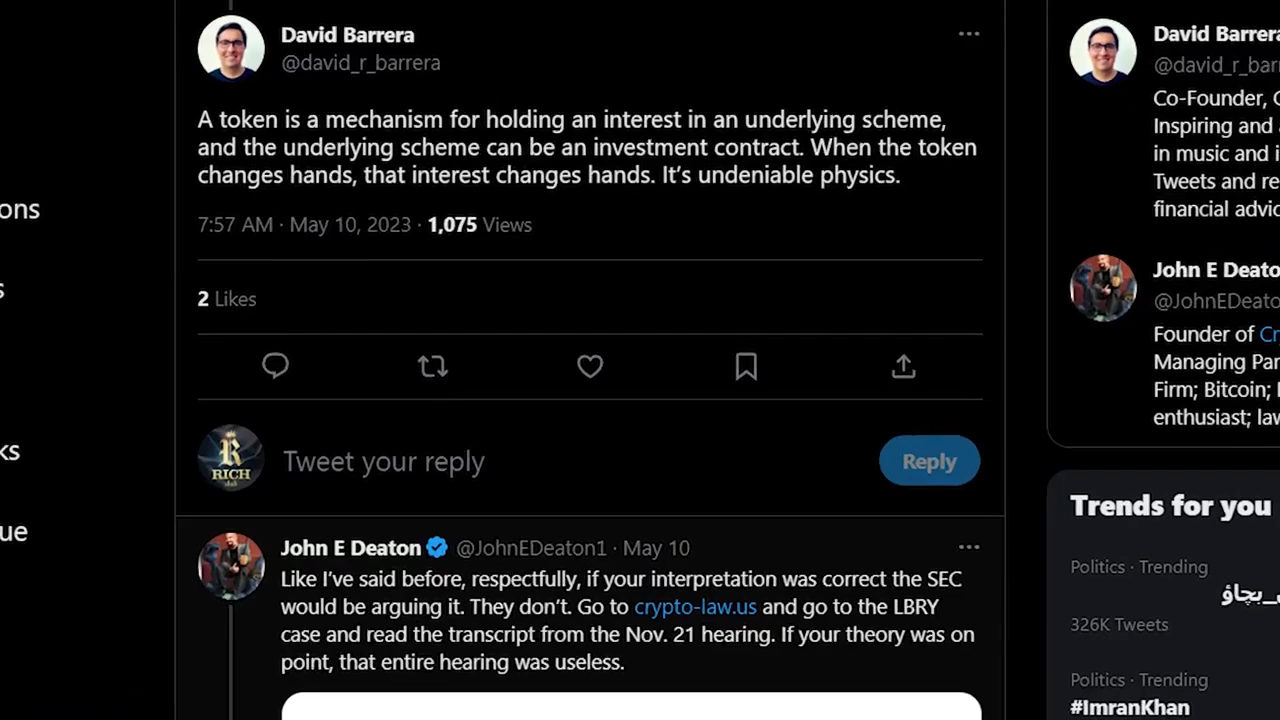 David Barrera
@david_r_barrera
A token is a mechanism for holding an interest in an underlying scheme,
and the underlying scheme can be an investment contract. When the token
changes hands, that interest changes hands. It's undeniable physics.
7:57 AM · May 10, 2023 · 1,075 Views
2 Likes
RICH
Tweet your reply
Reply
John E Deaton @JohnEDeaton1 · May 10
Like I've said before, respectfully, if your interpretation was correct the SEC
would be arguing it. They don't. Go to crypto-law.us and go to the LBRY
case and read the transcript from the Nov. 21 hearing. If your theory was on
point, that entire hearing was useless.
ons
s
ks
ue
David Barrera
@david_r_barr
Co-Founder, 
Inspiring and
in music and i
Tweets and re
financial advic
John E Deato
@JohnEDeato
Founder of Cr
Managing Par
Firm; Bitcoin;
enthusiast; lav
Trends for you
Politics · Trending
_بچاؤ
326K Tweets
Politics · Trending
#ImranKhan